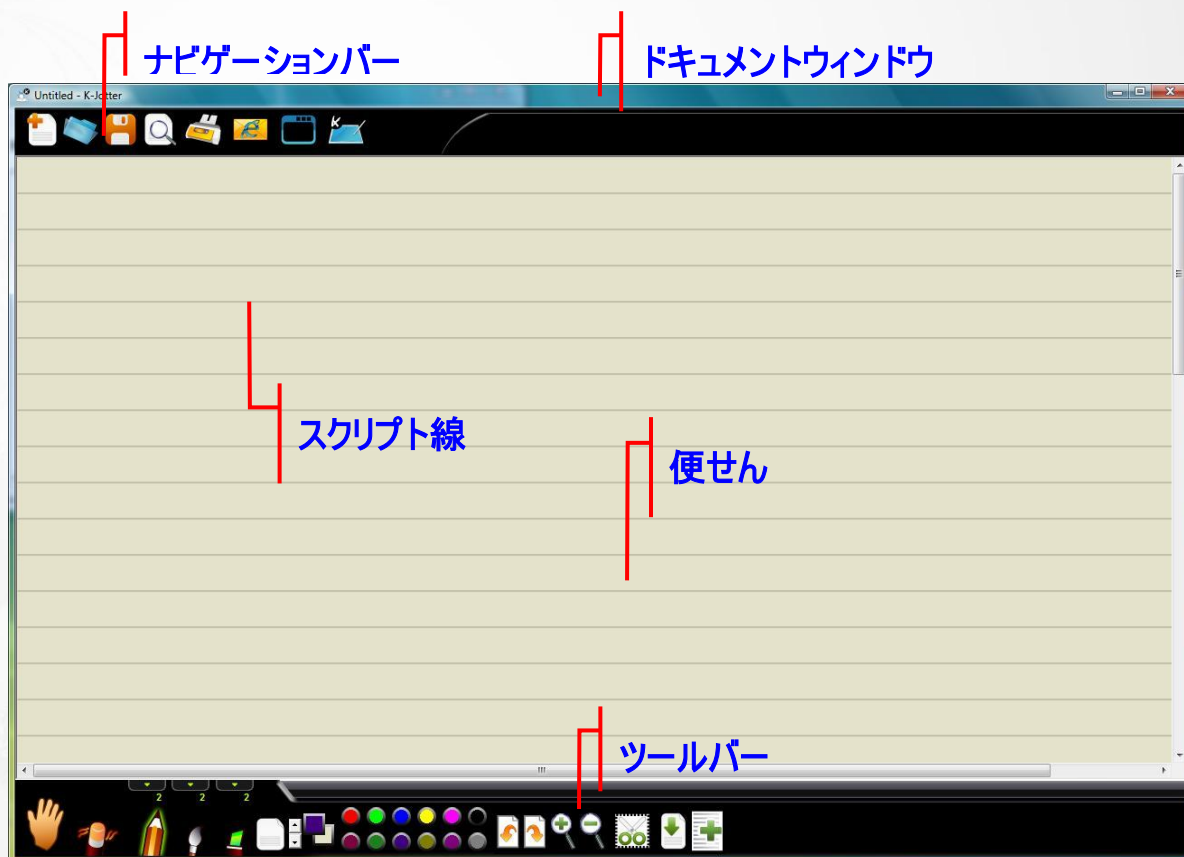 ナビゲーションバー
ドキュメントウィンドウ
Untitled - K-Jotter
K
スクリプト線
便せん
ツールバー
2 2 2